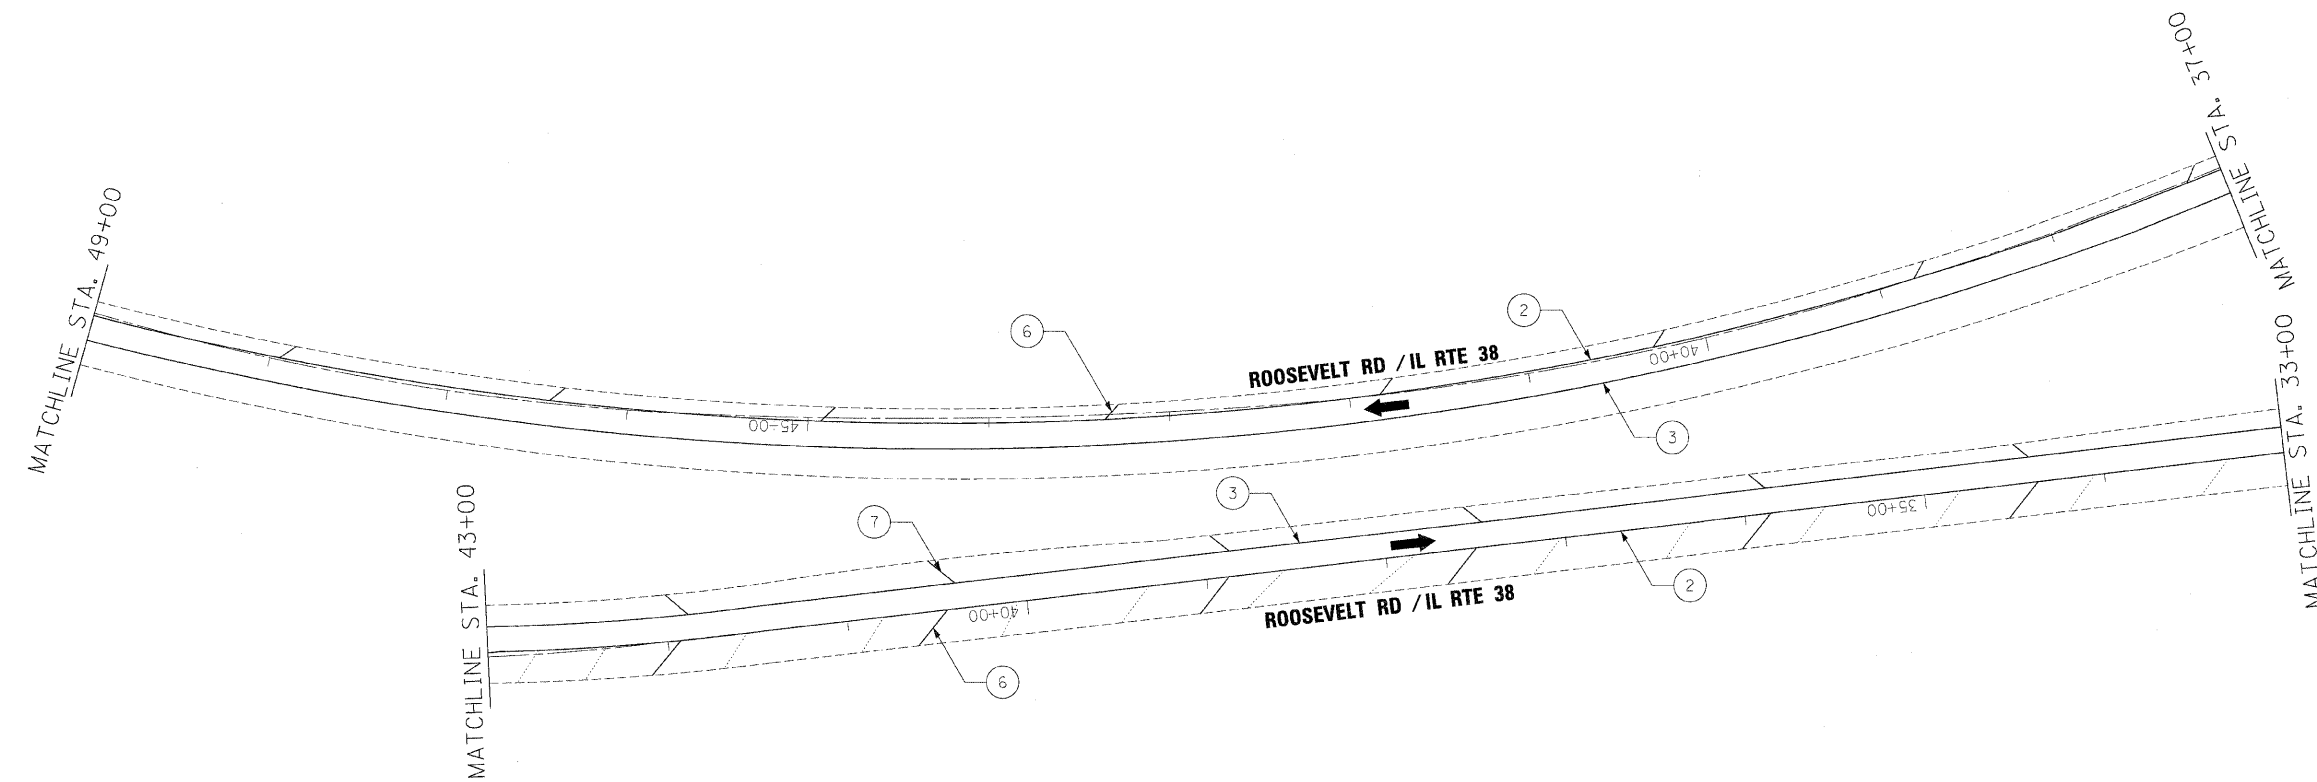 MATCHLINE STA. 49+00
MATCHLINE STA. 37+00
6
2
ROOSEVELT RD / IL RTE 38
40+00
45+00
3
MATCHLINE STA. 33+00
MATCHLINE STA. 43+00
7
3
35+00
40+00
2
ROOSEVELT RD / IL RTE 38
6